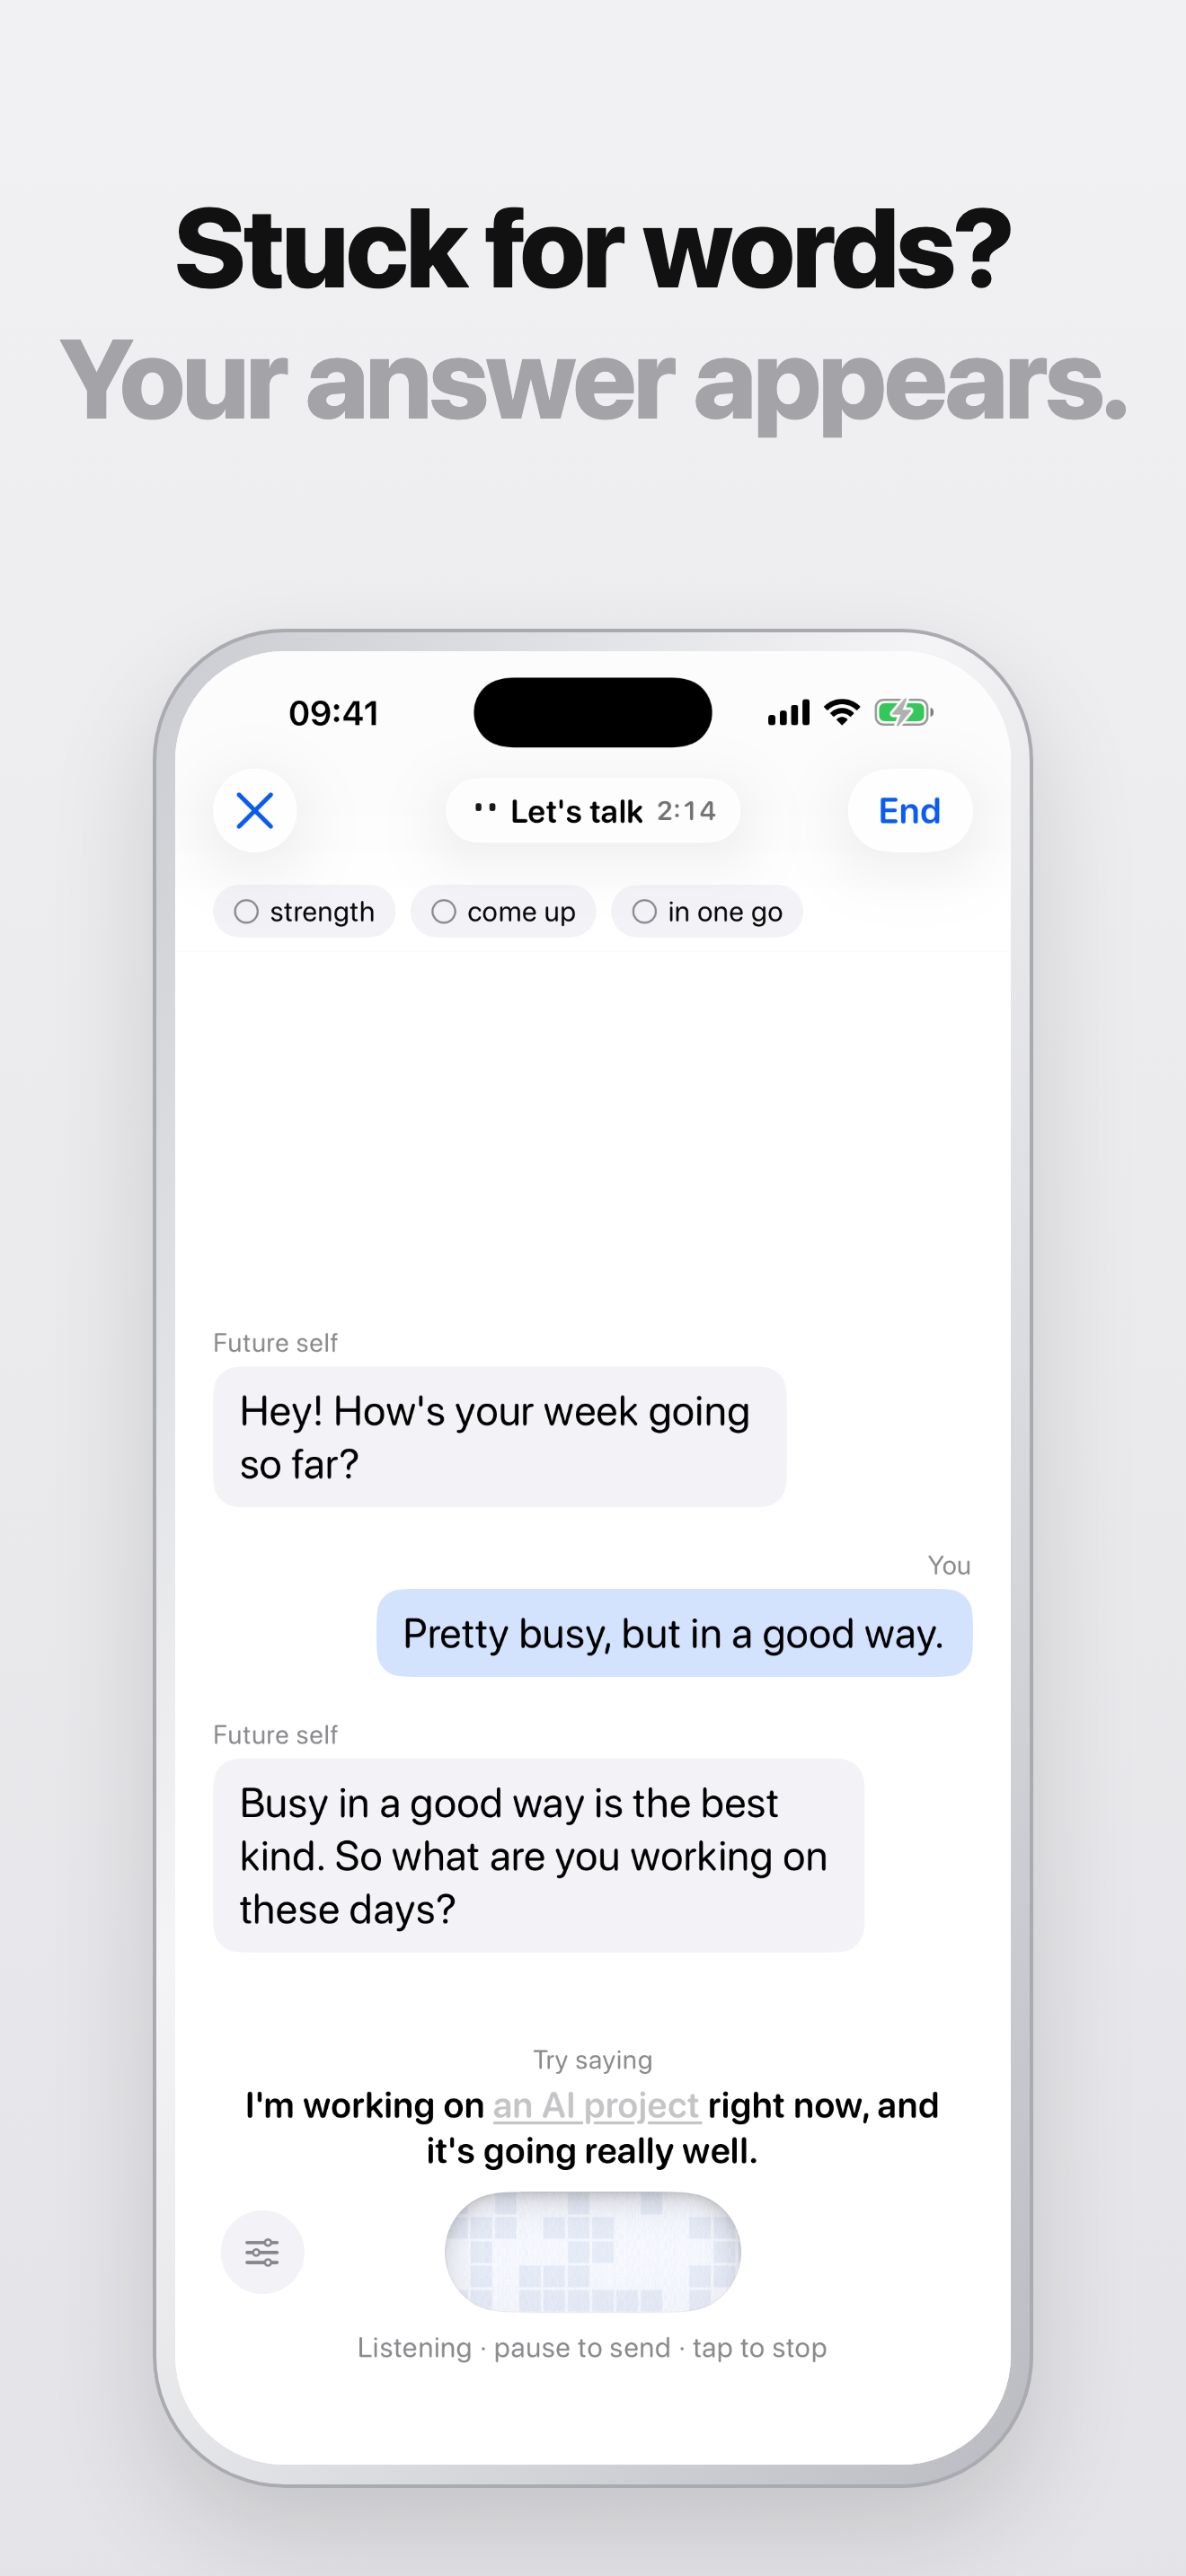 Stuck for words?
Your answer appears.
09:41
Let's talk 2:14
End
strength
come up
in one go
Future self
Hey! How's your week going
so far?
You
Pretty busy, but in a good way.
Future self
Busy in a good way is the best
kind. So what are you working on
these days?
Try saying
I'm working on an AI project right now, and
it's going really well.
Listening · pause to send · tap to stop